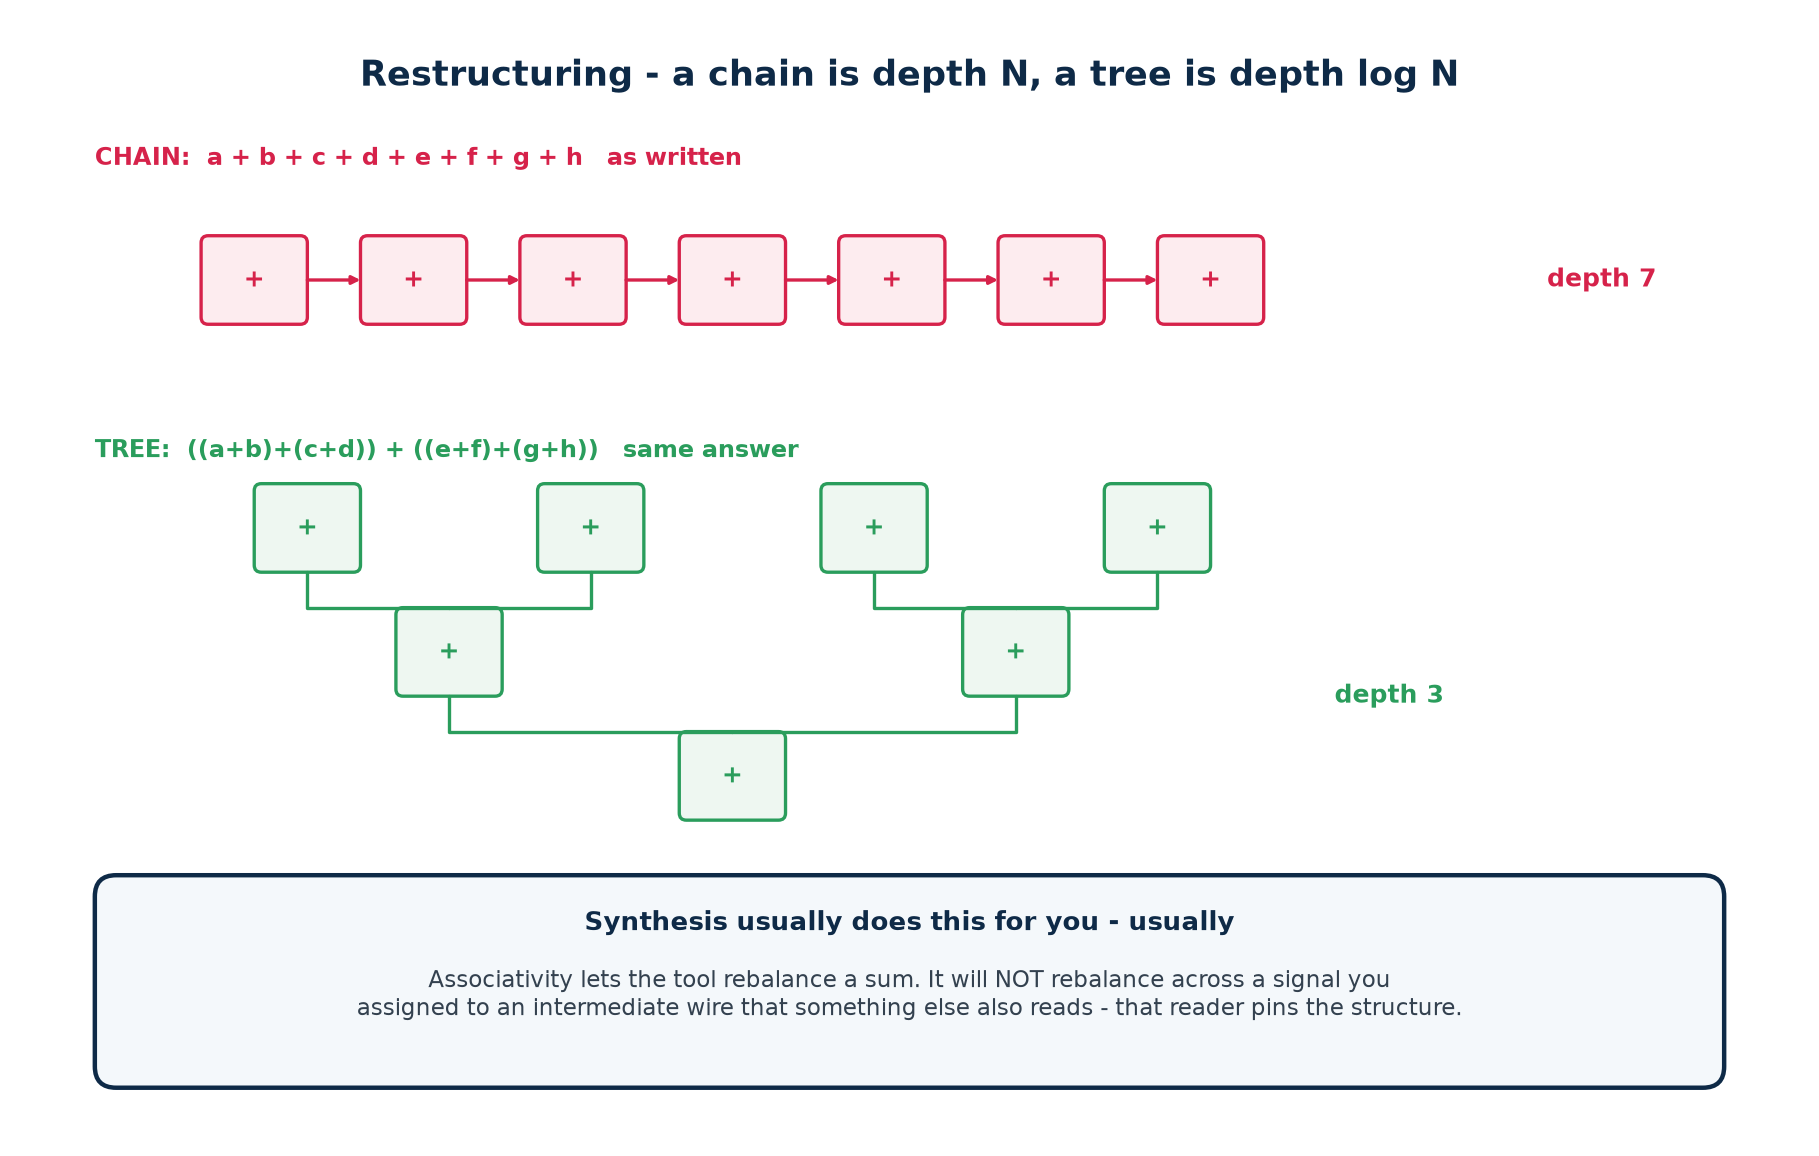 Restructuring - a chain is depth N, a tree is depth log N
CHAIN:  a + b + c + d + e + f + g + h   as written
+ + + + + + +
depth 7
TREE:  ((a+b)+(c+d)) + ((e+f)+(g+h))   same answer
+ + + +
+ +
depth 3
+
Synthesis usually does this for you - usually
Associativity lets the tool rebalance a sum. It will NOT rebalance across a signal you
assigned to an intermediate wire that something else also reads - that reader pins the structure.